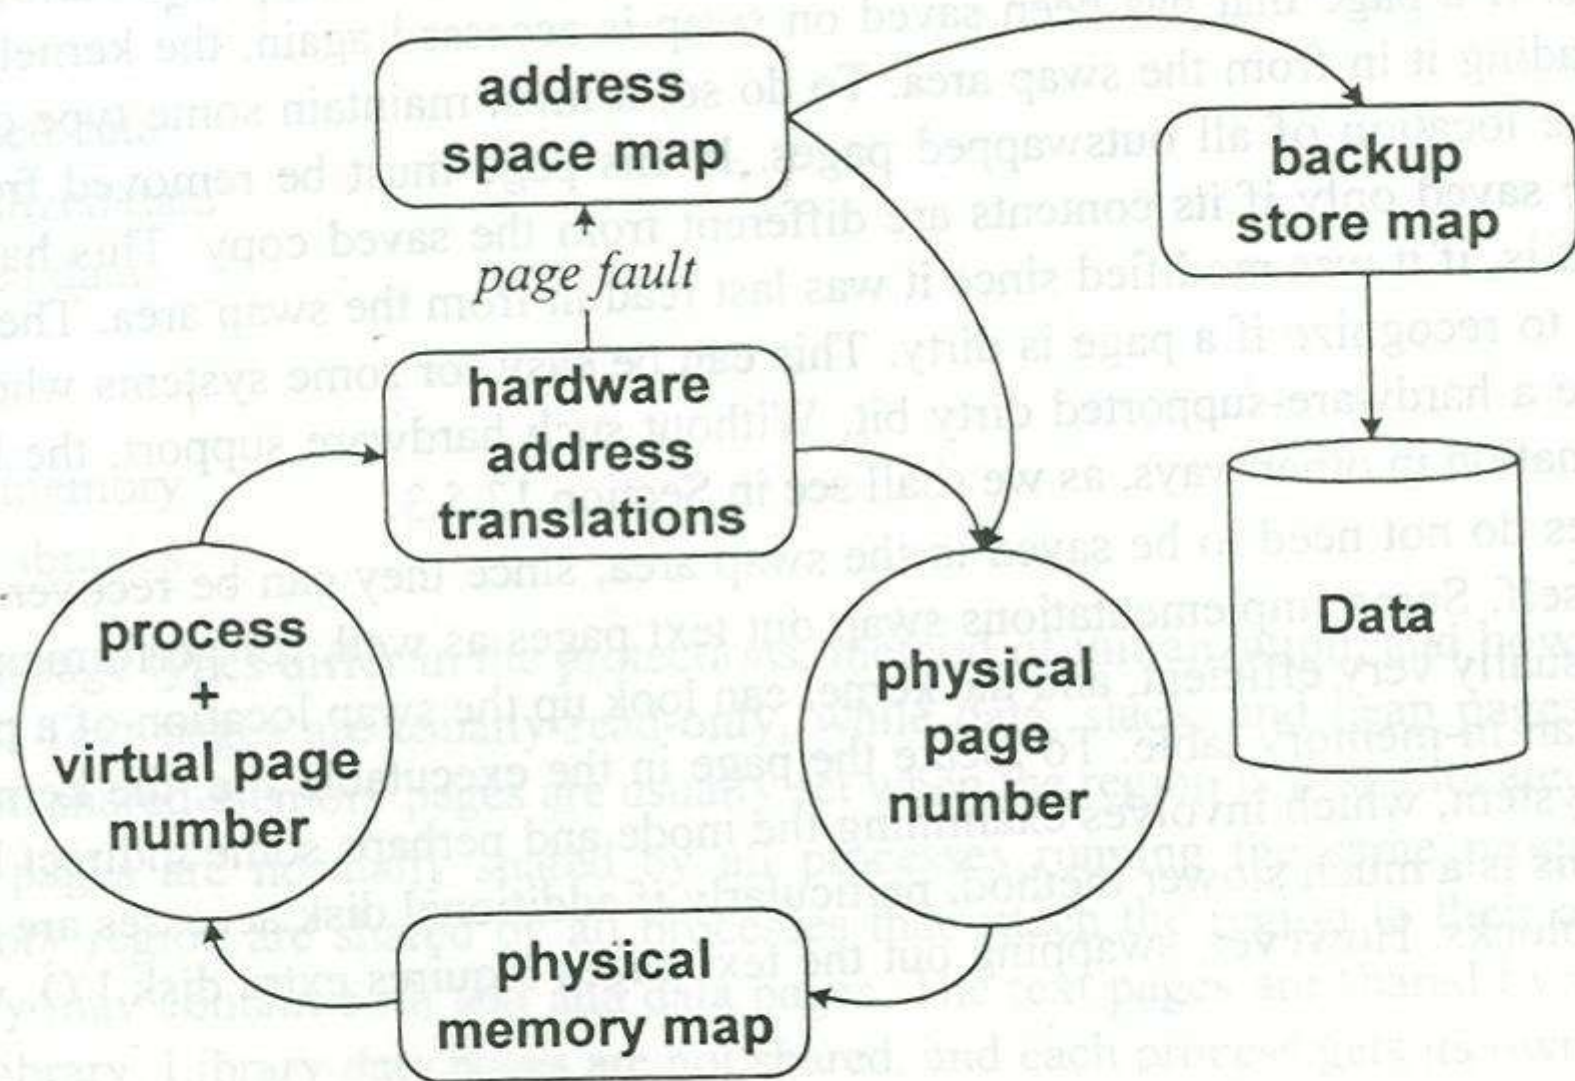 address
space map
backup
store map
page fault
hardware
address
translations
process
+
virtual page
number
physical
page
number
Data
physical
memory map